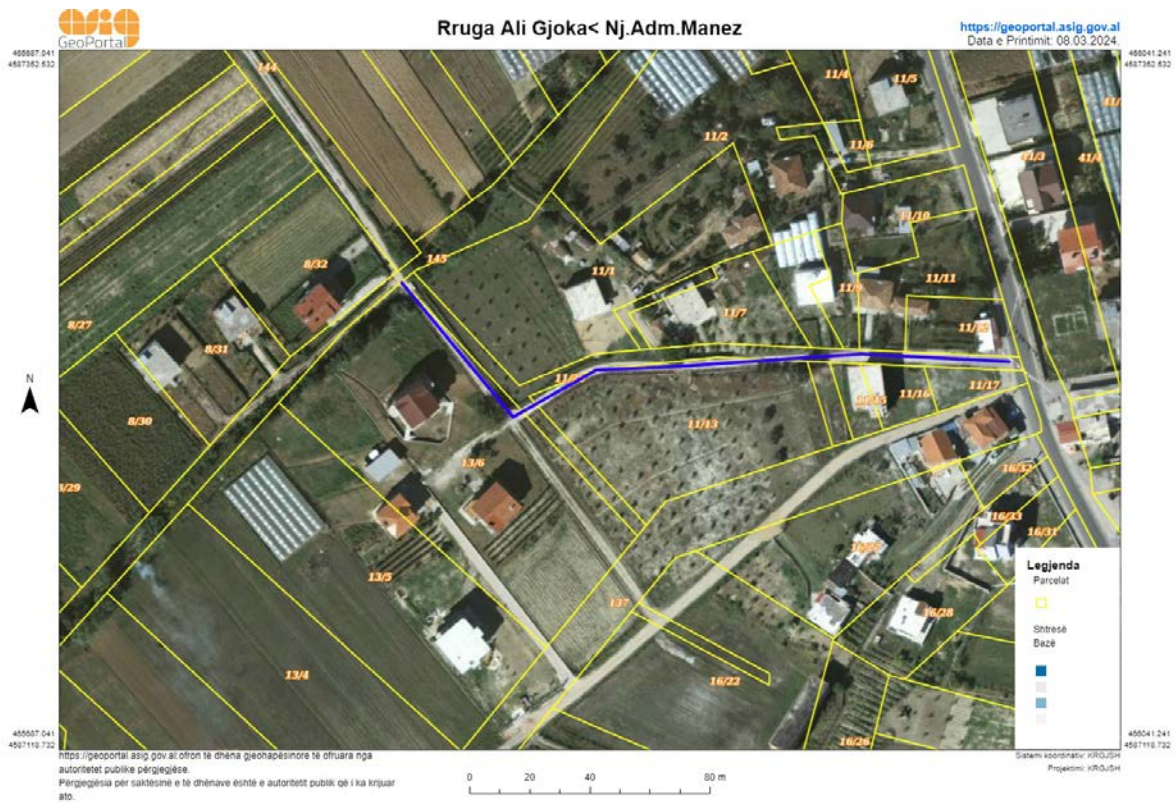 asig
GeoPortal
Rruga Ali Gjoka< Nj.Adm.Manez
https://geoportal.asig.gov.al
Data e Printimit: 08.03.2024.
466041.241
4587362.632
4587362.632
144
11/4
11/5
11/2
11/6
41/3
41/4
11/10
145
8/32
11/1
11/11
11/9
11/7
8/27
11/12
8/31
N
11/17
11/16
11/15
8/30
11/13
13/6
16/32
16/33
16/31
13/5
137
16/28
13/4
16/22
16/26
Legjenda
Parcelat
Shtresë
Bazë
466041.241
4587118.732
4587118.732
https://geoportal.asig.gov.al:ofron të dhëna gjeohapësinore të ofruara nga
autoritetet publike përgjegjëse.
Përgjegjësia për saktësinë e të dhënave është e autoritetit publik që i ka krijuar
ato.
Sistemi koordinativ: KRGJSH
Projeksioni: KRGJSH
0 20 40 80 m